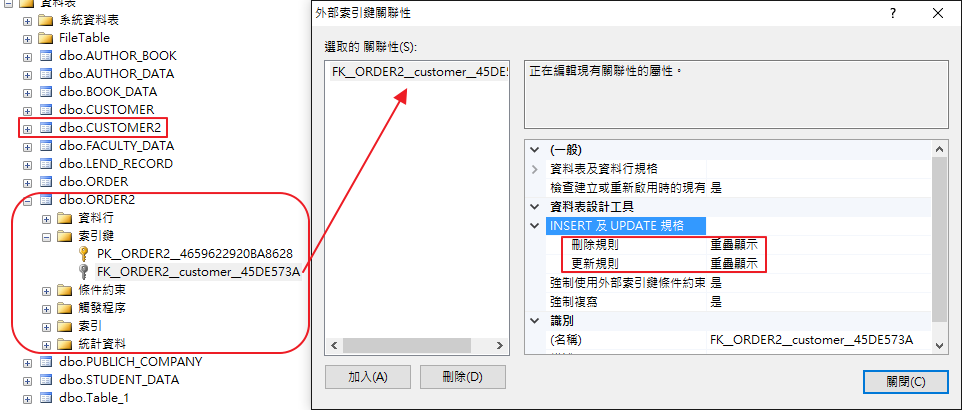 資料表
系統資料表
FileTable
dbo.AUTHOR_BOOK
dbo.AUTHOR_DATA
dbo.BOOK_DATA
dbo.CUSTOMER
dbo.CUSTOMER2
dbo.FACULTY_DATA
dbo.LEND_RECORD
dbo.ORDER
dbo.ORDER2
資料行
索引鍵
PK__ORDER2__4659622920BA8628
FK__ORDER2__customer__45DE573A
條件約束
觸發程序
索引
統計資料
dbo.PUBLICH_COMPANY
dbo.STUDENT_DATA
dbo.Table_1
外部索引鍵關聯性
選取的 關聯性(S):
FK__ORDER2__customer__45DE5
加入(A)
刪除(D)
正在編輯現有關聯性的屬性。
(一般)
資料表及資料行規格
檢查建立或重新啟用時的現有 是
資料表設計工具
INSERT 及 UPDATE 規格
刪除規則 重疊顯示
更新規則 重疊顯示
強制使用外部索引鍵條件約束 是
強制複寫 是
識別
(名稱) FK__ORDER2__customer__45DE573A
關閉(C)